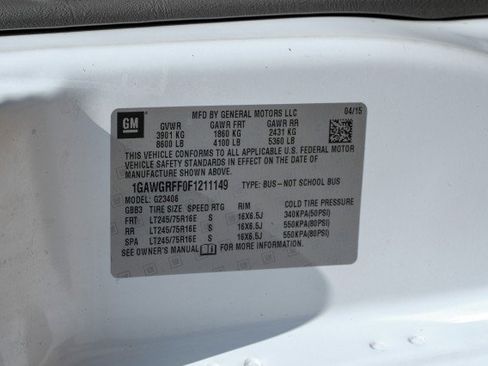 GM
MFD BY GENERAL MOTORS LLC 04/15
GVWR GAWR FRT GAWR RR
3901 KG 1860 KG 2431 KG
8600 LB 4100 LB 5360 LB
THIS VEHICLE CONFORMS TO ALL APPLICABLE U.S. FEDERAL MOTOR
VEHICLE SAFETY STANDARDS IN EFFECT ON THE DATE OF
MANUFACTURE SHOWN ABOVE.
1GAWGRFF0F1211149 TYPE: BUS–NOT SCHOOL BUS
MODEL: G23406
GBB3 TIRE SIZE SPEED RTG RIM COLD TIRE PRESSURE
FRT LT245/75R16E S 16X6.5J 340KPA(50PSI)
RR LT245/75R16E S 16X6.5J 550KPA(80PSI)
SPA LT245/75R16E S 16X6.5J 550KPA(80PSI)
SEE OWNER'S MANUAL FOR MORE INFORMATION.